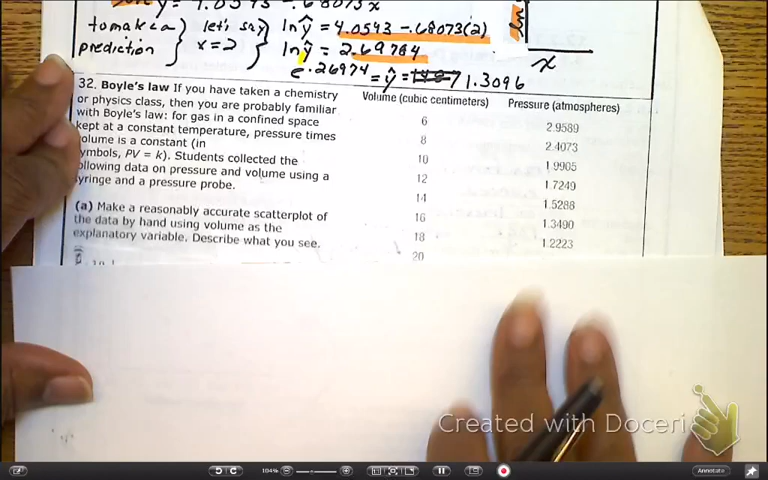 to make a
prediction
let's say
x=2
ln ŷ = 4.0543 - .68073(2)
ln ŷ = 2.69784
e^.26974 = ŷ = 1.3096
x
32. Boyle's law If you have taken a chemistry
or physics class, then you are probably familiar
with Boyle's law: for gas in a confined space
kept at a constant temperature, pressure times
volume is a constant (in
symbols, PV = k). Students collected the
following data on pressure and volume using a
syringe and a pressure probe.
Volume (cubic centimeters) Pressure (atmospheres)
6 2.9589
8 2.4073
10 1.9905
12 1.7249
14 1.5288
16 1.3490
18 1.2223
20
(a) Make a reasonably accurate scatterplot of
the data by hand using volume as the
explanatory variable. Describe what you see.
Created with Doceri
104%
Annotate